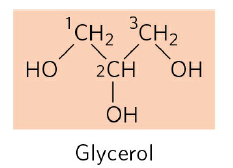 ¹CH₂ ³CH₂
HO 2CH OH
OH
Glycerol